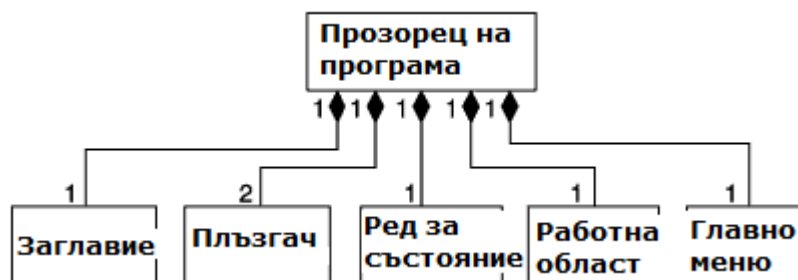 Прозорец на
програма
1 1 1 1 1
1 2 1 1 1
Заглавие
Плъзгач
Ред за
състояние
Работна
област
Главно
меню